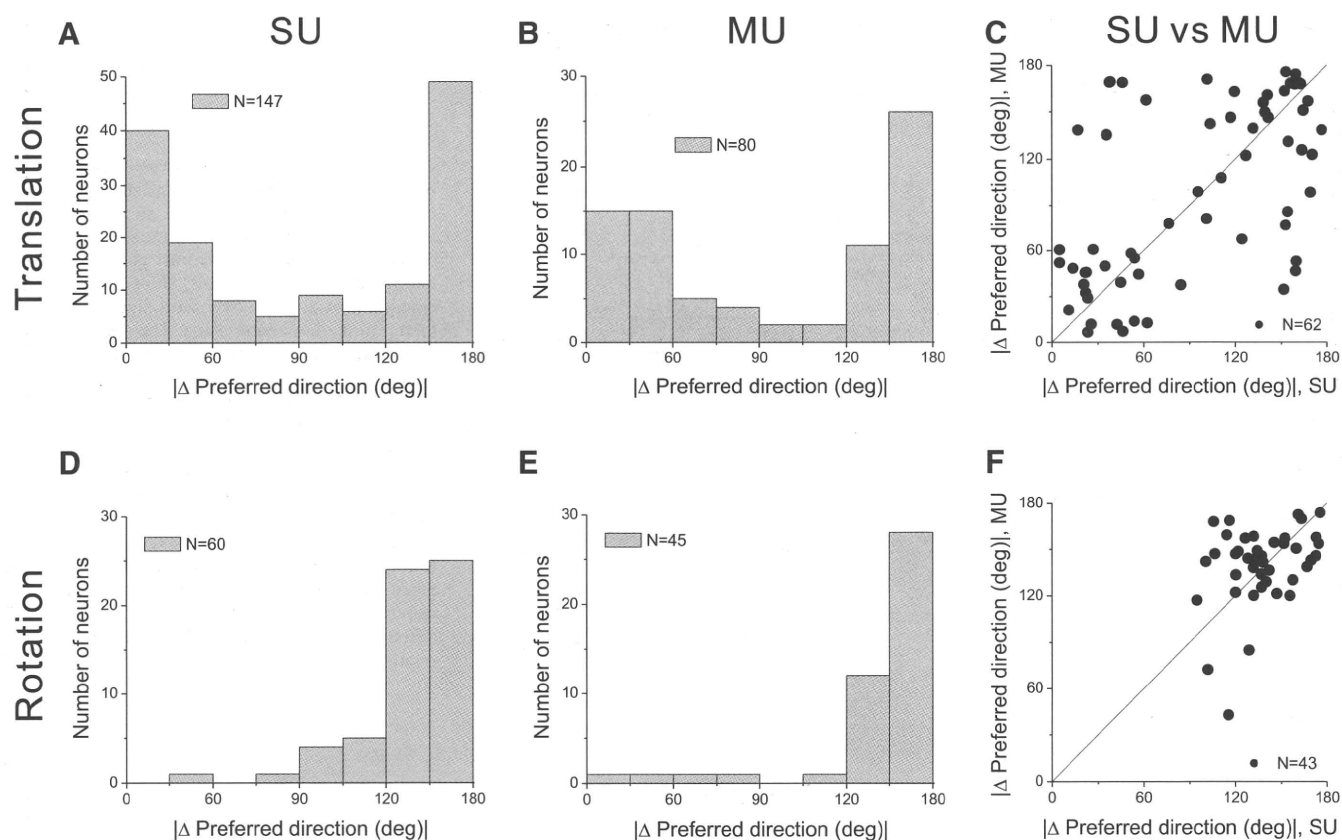 A
SU
B
MU
C
SU vs MU
Translation
Number of neurons
50
40
30
20
10
0
N=147
0 60 90 120 180
|Δ Preferred direction (deg)|
Number of neurons
30
20
10
0
N=80
0 60 90 120 180
|Δ Preferred direction (deg)|
|Δ Preferred direction (deg)|, MU
180
120
60
0
N=62
0 60 120 180
|Δ Preferred direction (deg)|, SU
D
E
F
Rotation
Number of neurons
30
20
10
0
N=60
0 60 90 120 180
|Δ Preferred direction (deg)|
Number of neurons
30
20
10
0
N=45
0 60 90 120 180
|Δ Preferred direction (deg)|
|Δ Preferred direction (deg)|, MU
180
120
60
0
N=43
0 60 120 180
|Δ Preferred direction (deg)|, SU